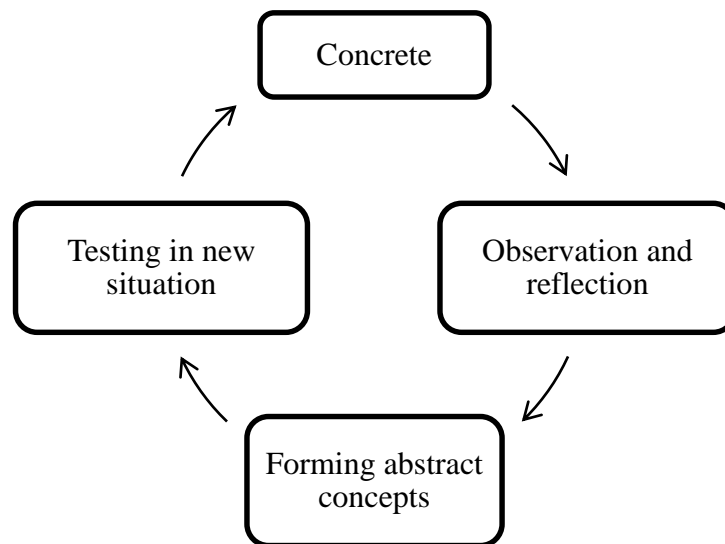 Concrete
Observation and
reflection
Forming abstract
concepts
Testing in new
situation